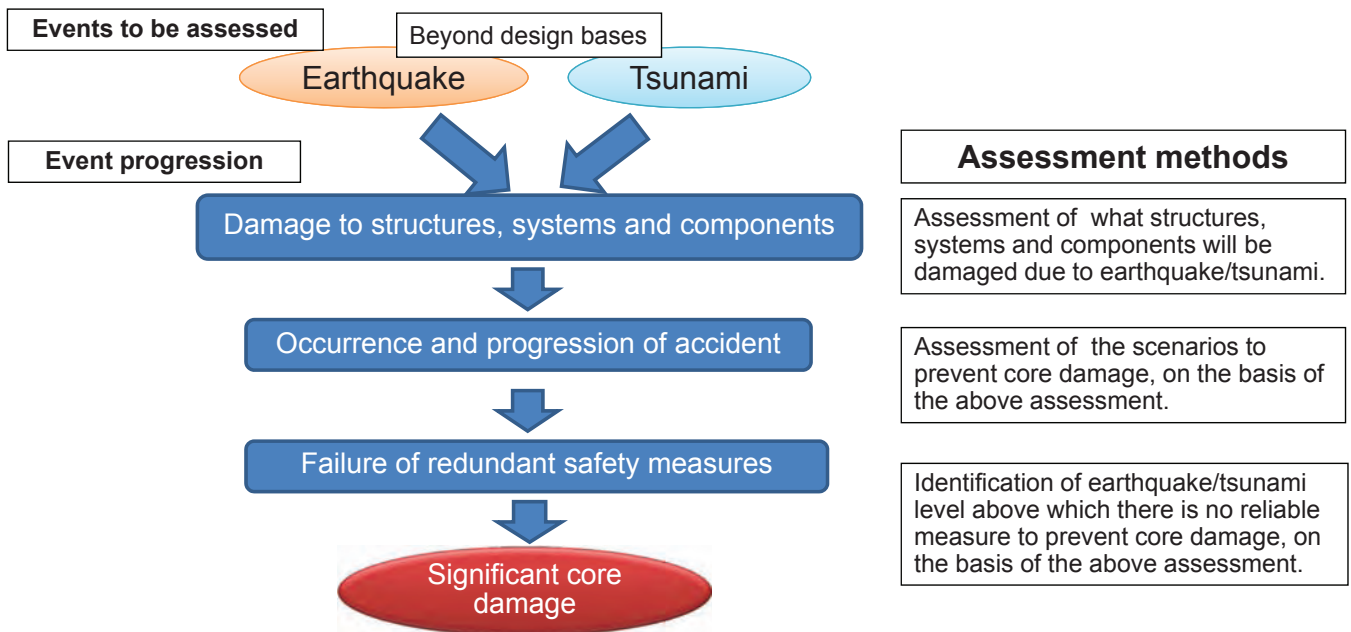 Events to be assessed
Beyond design bases
Earthquake
Tsunami
Event progression
Assessment methods
Damage to structures, systems and components
Assessment of what structures,
systems and components will be
damaged due to earthquake/tsunami.
Occurrence and progression of accident
Assessment of the scenarios to
prevent core damage, on the basis of
the above assessment.
Failure of redundant safety measures
Identification of earthquake/tsunami
level above which there is no reliable
measure to prevent core damage, on
the basis of the above assessment.
Significant core
damage